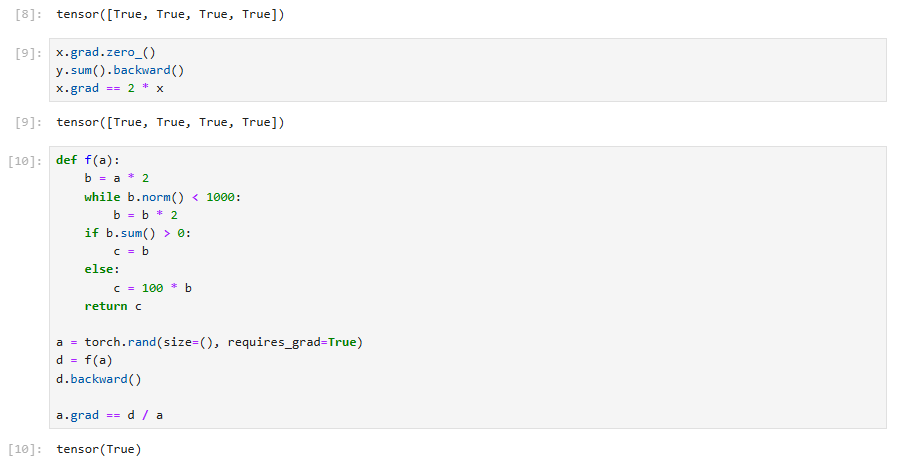 [8]: tensor([True, True, True, True])
[9]: x.grad.zero_()
y.sum().backward()
x.grad == 2 * x
[9]: tensor([True, True, True, True])
[10]: def f(a):
    b = a * 2
    while b.norm() < 1000:
        b = b * 2
    if b.sum() > 0:
        c = b
    else:
        c = 100 * b
    return c
a = torch.rand(size=(), requires_grad=True)
d = f(a)
d.backward()
a.grad == d / a
[10]: tensor(True)